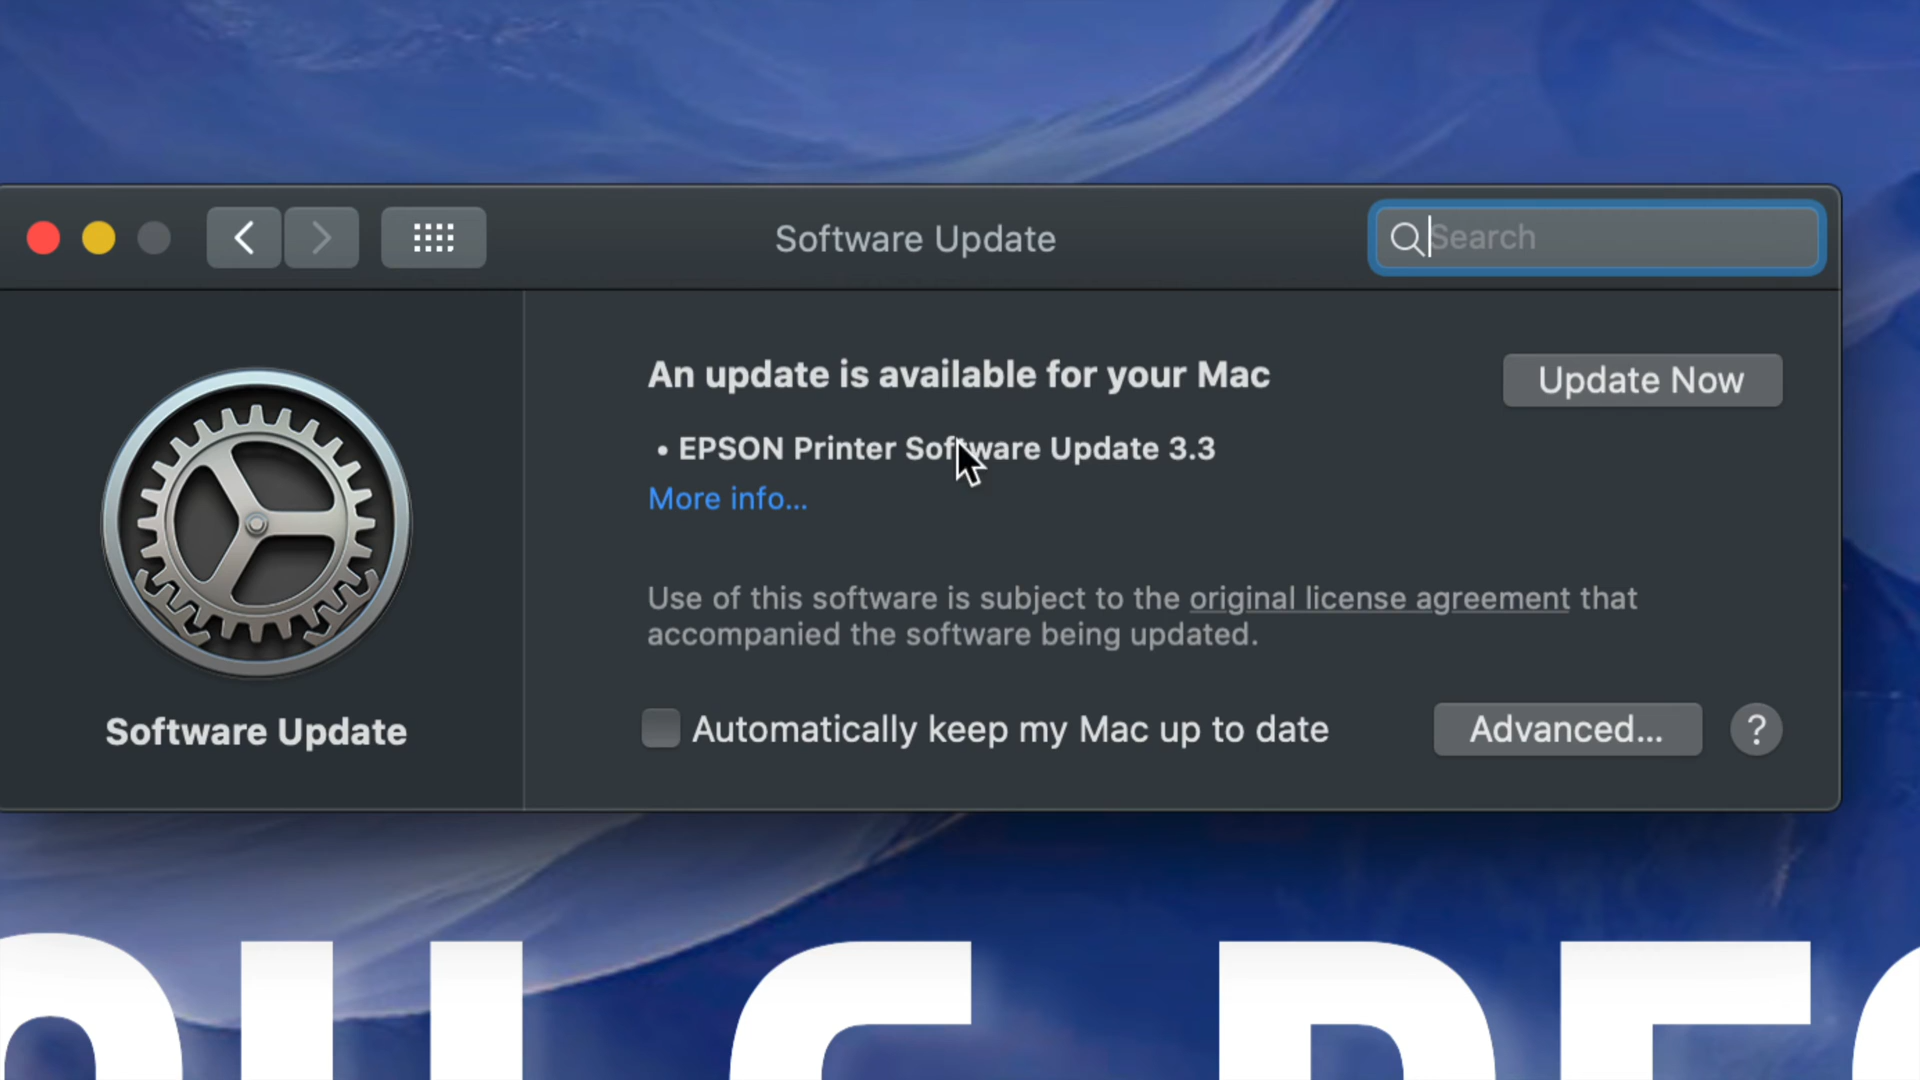 Software Update
Search
An update is available for your Mac
Update Now
• EPSON Printer Software Update 3.3
More info...
Use of this software is subject to the original license agreement that
accompanied the software being updated.
Software Update
Automatically keep my Mac up to date
Advanced...
?